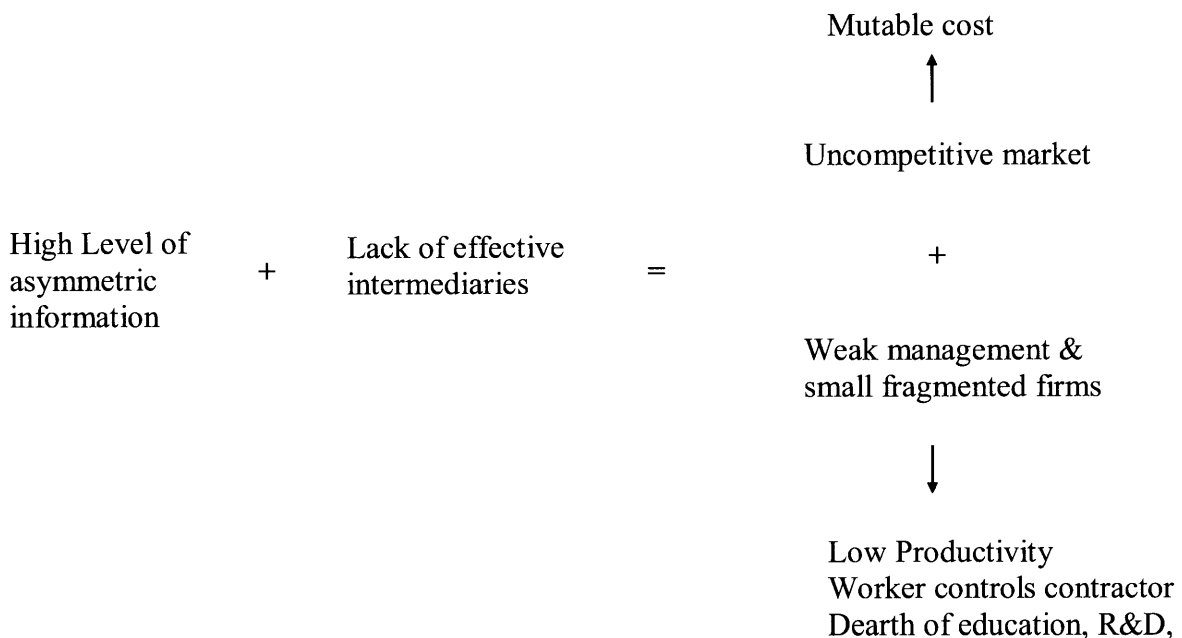 Mutable cost
Uncompetitive market
High Level of
asymmetric
information
+
Lack of effective
intermediaries
=
+
Weak management &
small fragmented firms
Low Productivity
Worker controls contractor
Dearth of education, R&D,